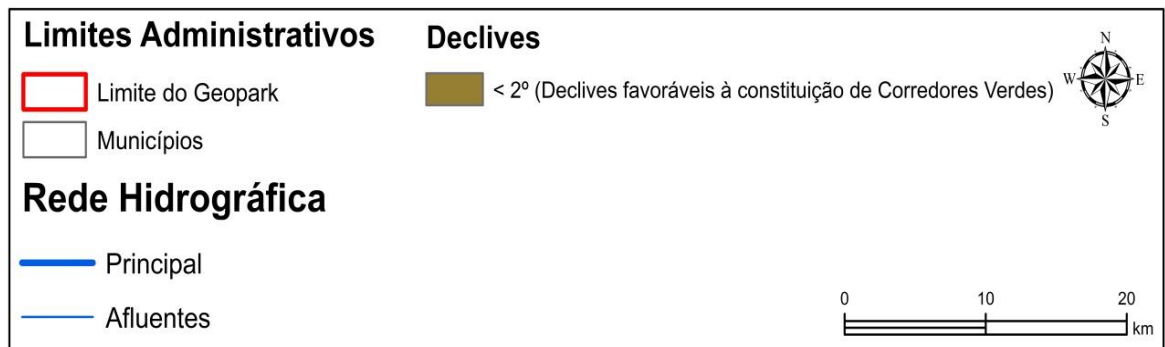 Limites Administrativos
Limite do Geopark
Municípios
Rede Hidrográfica
Principal
Afluentes
Declives
< 2º (Declives favoráveis à constituição de Corredores Verdes)
N
W E
S
0 10 20
km